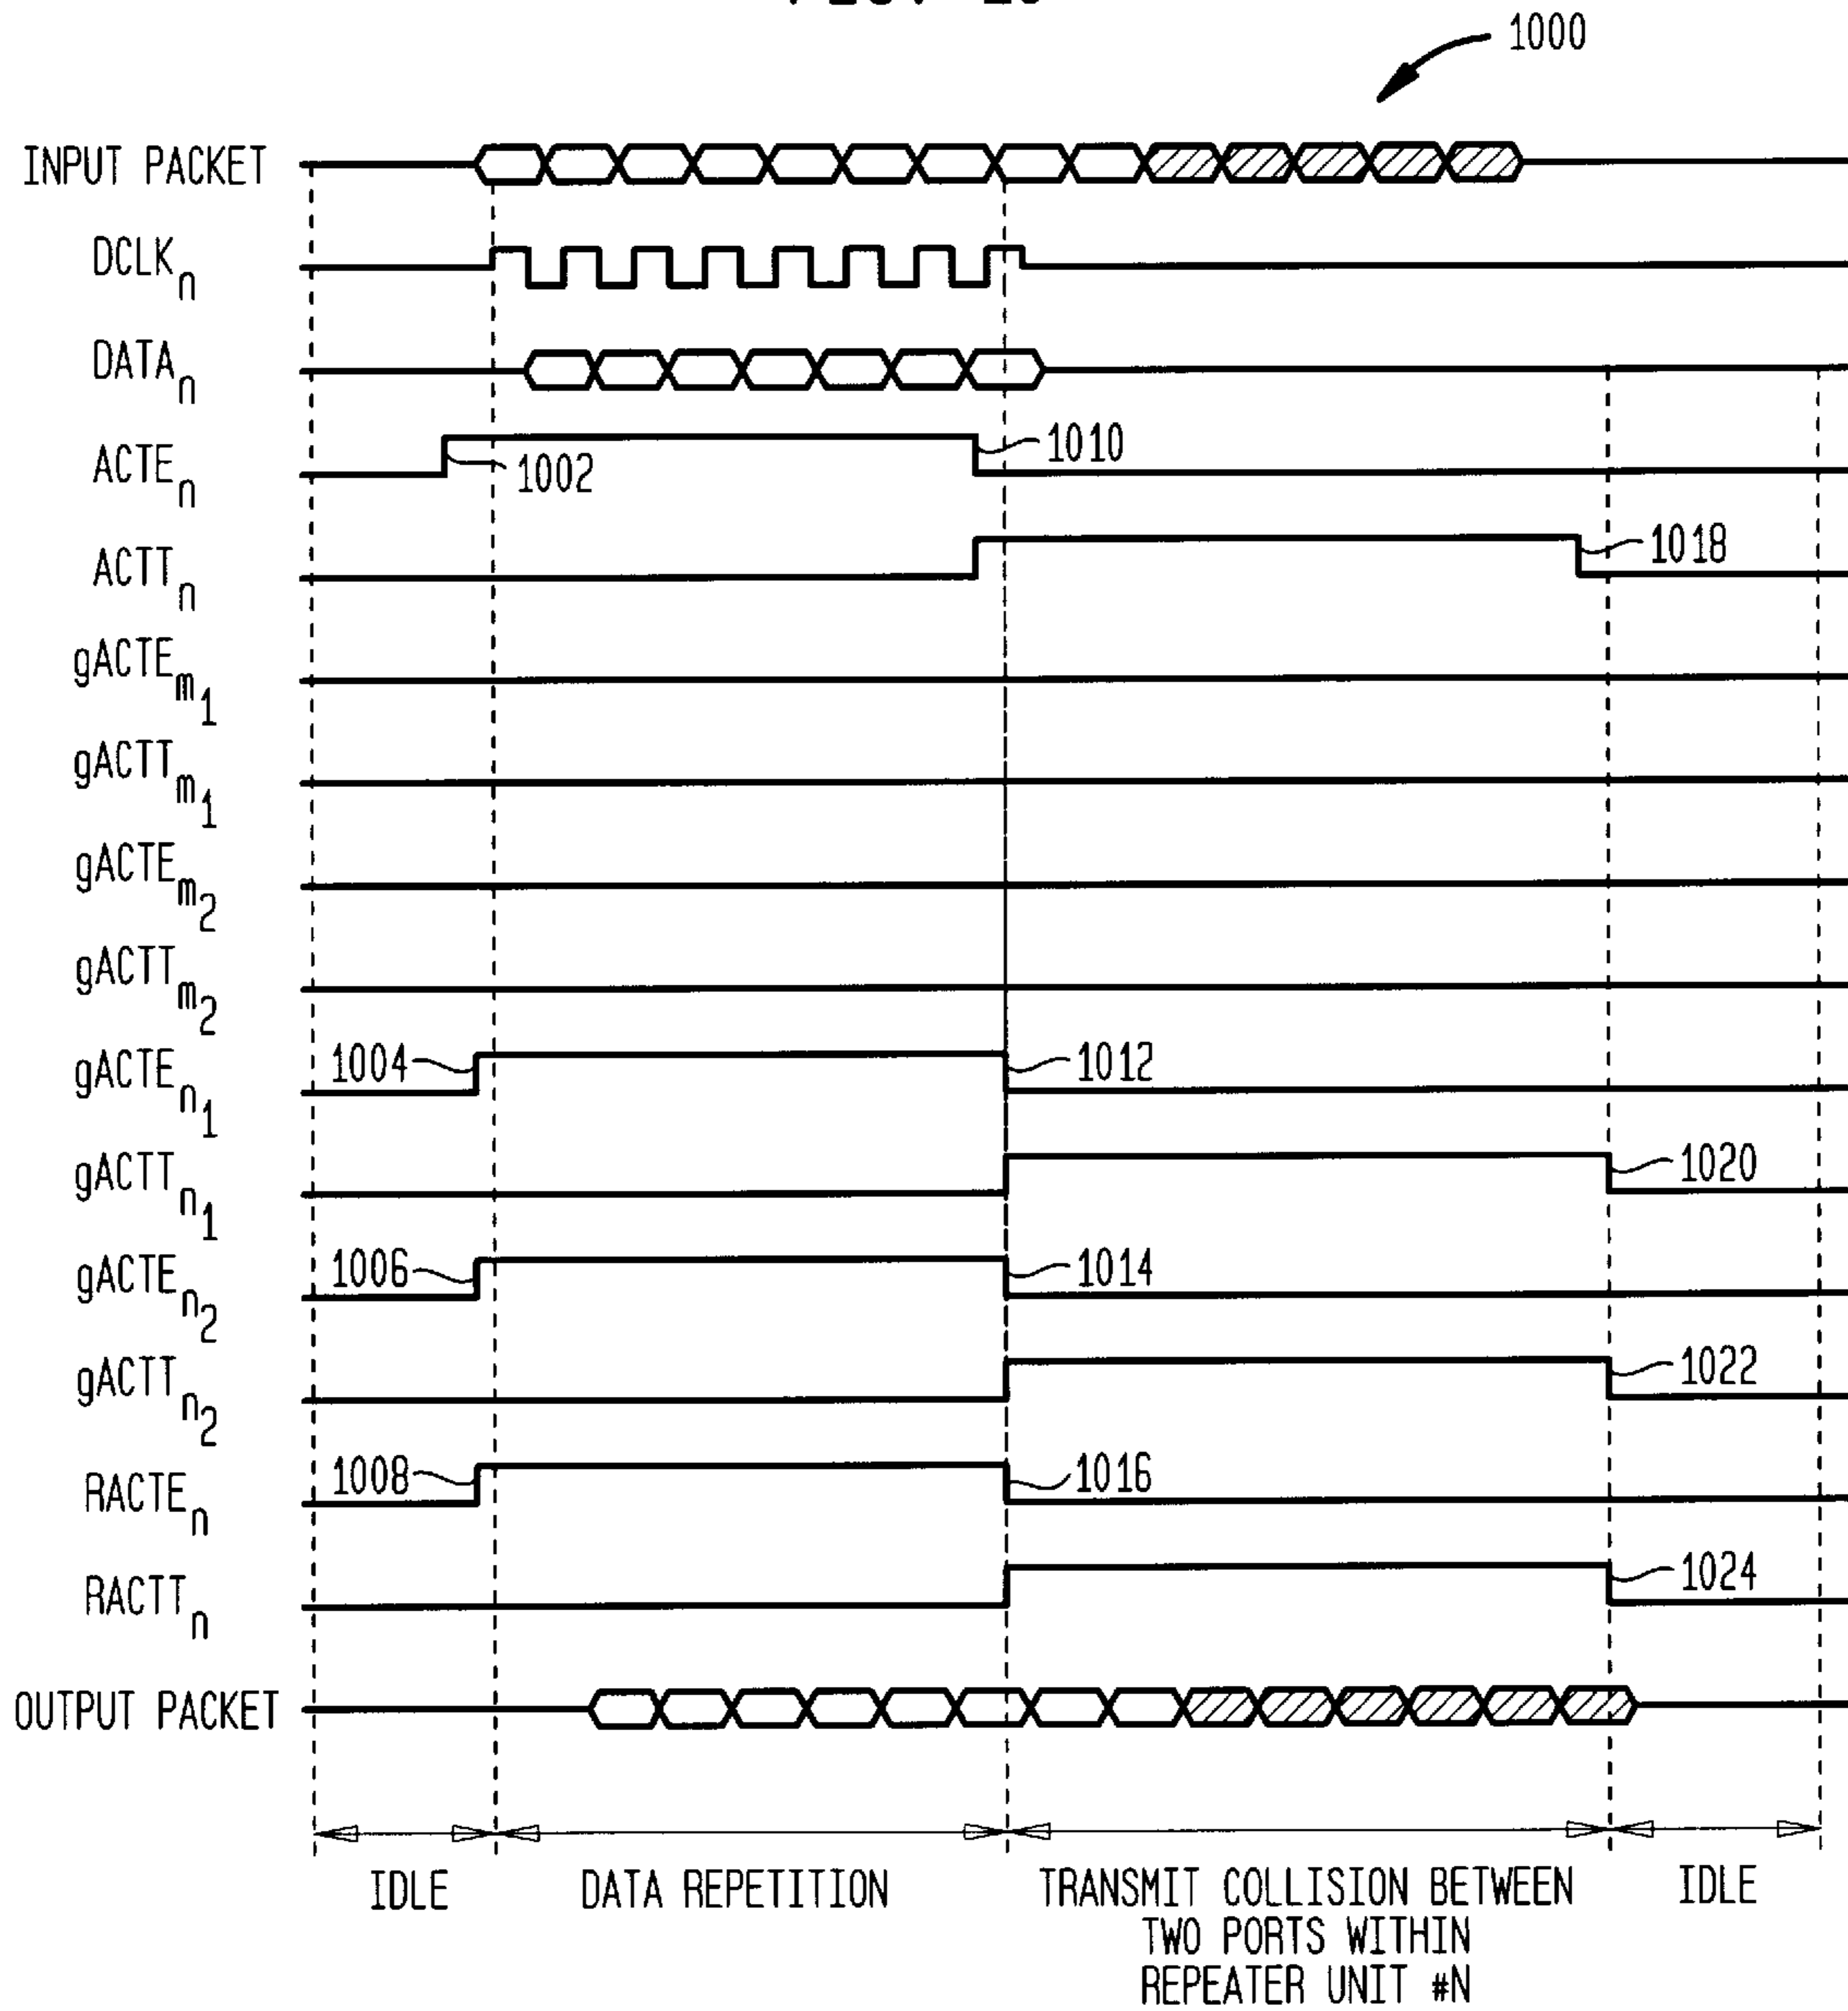 1000
INPUT PACKET
DCLKn
DATAn
ACTEn
1002
1010
ACTTn
1018
gACTEm1
gACTTm1
gACTEm2
gACTTm2
gACTEn1
1004
1012
gACTTn1
1020
gACTEn2
1006
1014
gACTTn2
1022
RACTEn
1008
1016
RACTTn
1024
OUTPUT PACKET
IDLE
DATA REPETITION
TRANSMIT COLLISION BETWEEN
TWO PORTS WITHIN
REPEATER UNIT #N
IDLE